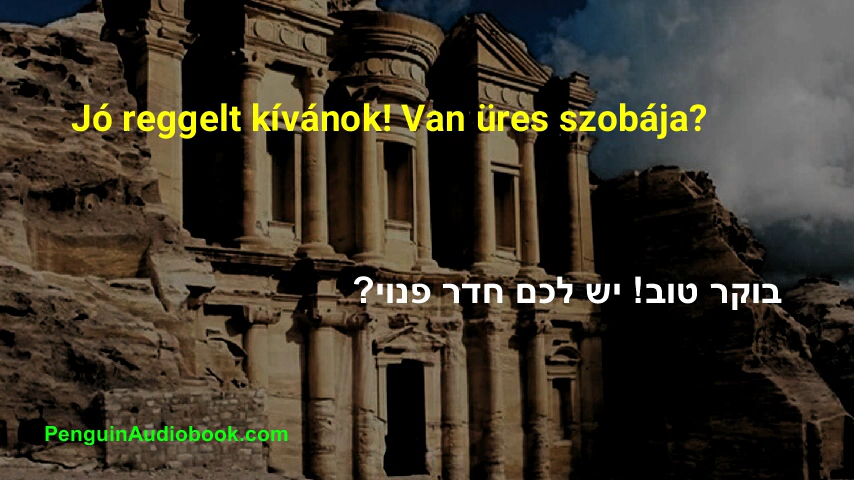 Jó reggelt kívánok! Van üres szobája?
בוקר טוב! יש לכם חדר פנוי?
PenguinAudiobook.com